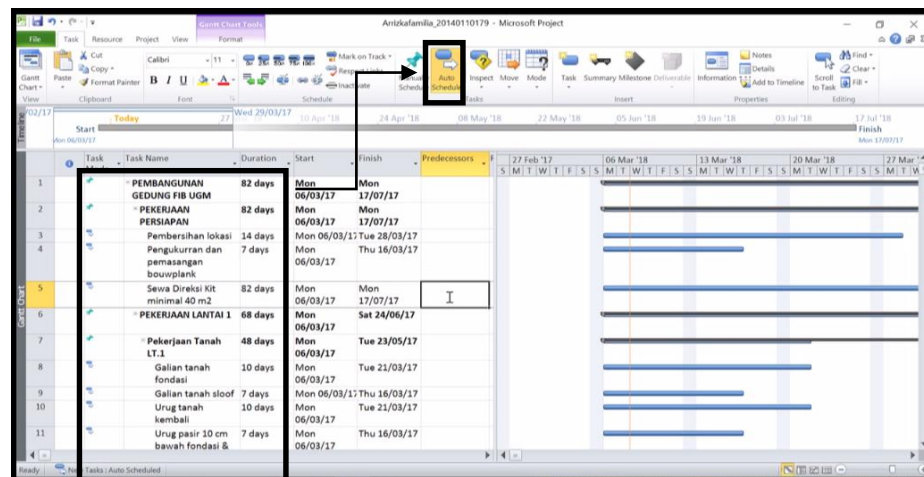 Gantt Chart Tools
Arrizkafamilia_20140110179 - Microsoft Project
File Task Resource Project View Format
Gantt Chart
Paste
Cut
Copy
Format Painter
Calibri 11
B I U
Mark on Track
Respect Links
Inactivate
Auto Schedule
Inspect
Move
Mode
Task
Summary
Milestone
Deliverable
Information
Notes
Details
Add to Timeline
Scroll to Task
Find
Clear
Fill
View Clipboard Font Schedule Tasks Insert Properties Editing
Timeline
02/17 Today 27 Wed 29/03/17 10 Apr '18 24 Apr '18 08 May '18 22 May '18 05 Jun '18 19 Jun '18 03 Jul '18 17 Jul '18
Start
Mon 06/03/17
Finish
Mon 17/07/17
Task Task Name Duration Start Finish Predecessors
27 Feb '17 06 Mar '18 13 Mar '18 20 Mar '18 27 Mar
S M T W T F S S M T W T F S S M T W T F S S M T W T F S S M T W
1 PEMBANGUNAN GEDUNG FIB UGM 82 days Mon 06/03/17 Mon 17/07/17
2 PEKERJAAN PERSIAPAN 82 days Mon 06/03/17 Mon 17/07/17
3 Pembersihan lokasi 14 days Mon 06/03/17 Tue 28/03/17
4 Pengukurran dan pemasangan bouwplank 7 days Mon 06/03/17 Thu 16/03/17
5 Sewa Direksi Kit minimal 40 m2 82 days Mon 06/03/17 Mon 17/07/17
6 PEKERJAAN LANTAI 1 68 days Mon 06/03/17 Sat 24/06/17
7 Pekerjaan Tanah LT.1 48 days Mon 06/03/17 Tue 23/05/17
8 Galian tanah fondasi 10 days Mon 06/03/17 Tue 21/03/17
9 Galian tanah sloof 7 days Mon 06/03/17 Thu 16/03/17
10 Urug tanah kembali 10 days Mon 06/03/17 Tue 21/03/17
11 Urug pasir 10 cm bawah fondasi & 7 days Mon 06/03/17 Thu 16/03/17
Gantt Chart
Ready New Tasks : Auto Scheduled